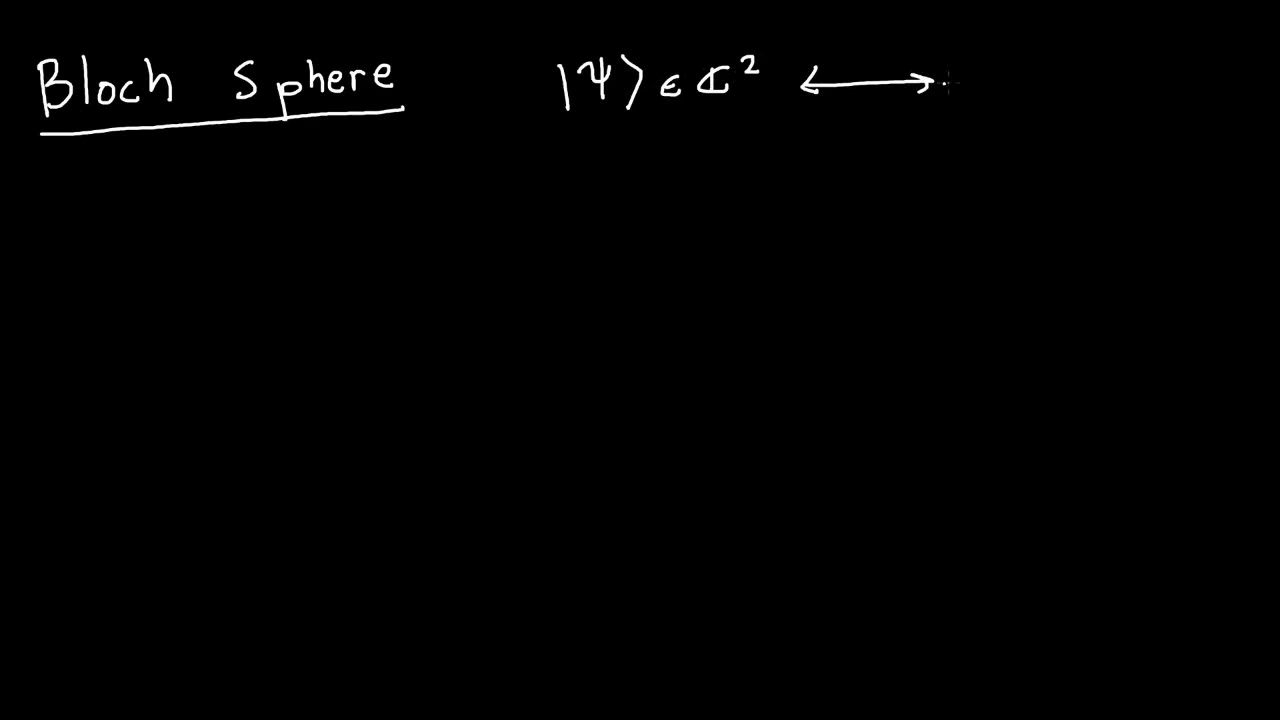 Bloch Sphere |Ψ⟩ ∈ ℂ² ⟷